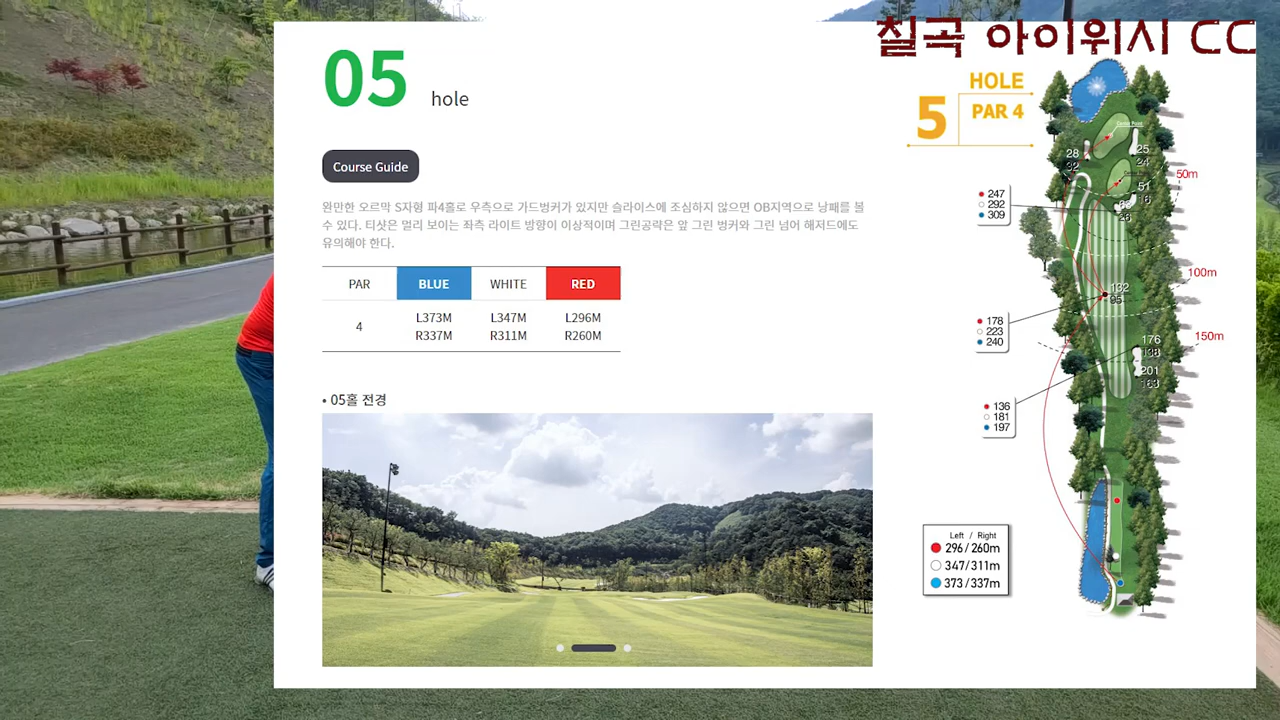 칠곡 아이위시 CC
05 hole
Course Guide
완만한 오르막 S자형 파4홀로 우측으로 가드벙커가 있지만 슬라이스에 조심하지 않으면 OB지역으로 낭패를 볼
수 있다. 티샷은 멀리 보이는 좌측 라이트 방향이 이상적이며 그린공략은 앞 그린 벙커와 그린 넘어 해저드에도
유의해야 한다.
PAR BLUE WHITE RED
4 L373M L347M L296M
R337M R311M R260M
• 05홀 전경
5 HOLE
PAR 4
28
32
25
24
50m
51
16
247
292
309
26
100m
132
95
178
223
240
150m
176
138
201
163
136
181
197
Left / Right
296/260m
347/311m
373/337m